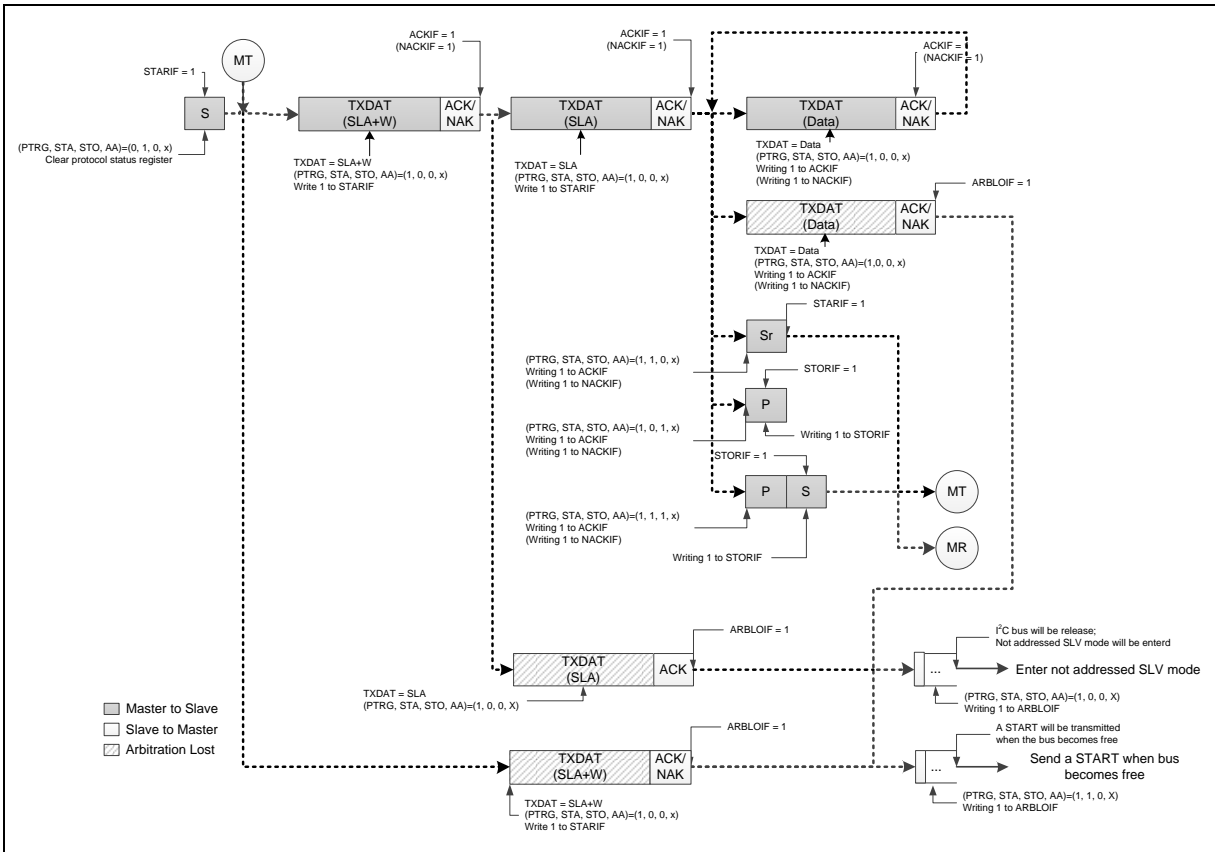 ACKIF = 1
(NACKIF = 1)
ACKIF = 1
(NACKIF = 1)
ACKIF =
(NACKIF = 1)
MT
STARIF = 1
S
TXDAT
(SLA+W)
ACK/
NAK
TXDAT
(SLA)
ACK/
NAK
TXDAT
(Data)
ACK/
NAK
(PTRG, STA, STO, AA)=(0, 1, 0, x)
Clear protocol status register
TXDAT = SLA+W
(PTRG, STA, STO, AA)=(1, 0, 0, x)
Write 1 to STARIF
TXDAT = SLA
(PTRG, STA, STO, AA)=(1, 0, 0, x)
Write 1 to STARIF
TXDAT = Data
(PTRG, STA, STO, AA)=(1, 0, 0, x)
Writing 1 to ACKIF
(Writing 1 to NACKIF)
ARBLOIF = 1
TXDAT
(Data)
ACK/
NAK
TXDAT = Data
(PTRG, STA, STO, AA)=(1,0, 0, x)
Writing 1 to ACKIF
(Writing 1 to NACKIF)
STARIF = 1
Sr
(PTRG, STA, STO, AA)=(1, 1, 0, x)
Writing 1 to ACKIF
(Writing 1 to NACKIF)
STORIF = 1
P
(PTRG, STA, STO, AA)=(1, 0, 1, x)
Writing 1 to ACKIF
(Writing 1 to NACKIF)
Writing 1 to STORIF
STORIF = 1
P
S
MT
(PTRG, STA, STO, AA)=(1, 1, 1, x)
Writing 1 to ACKIF
(Writing 1 to NACKIF)
Writing 1 to STORIF
MR
ARBLOIF = 1
I²C bus will be release;
Not addressed SLV mode will be enterd
TXDAT
(SLA)
ACK
...
Enter not addressed SLV mode
TXDAT = SLA
(PTRG, STA, STO, AA)=(1, 0, 0, X)
(PTRG, STA, STO, AA)=(1, 0, 0, X)
Writing 1 to ARBLOIF
Master to Slave
Slave to Master
Arbitration Lost
ARBLOIF = 1
A START will be transmitted
when the bus becomes free
TXDAT
(SLA+W)
ACK/
NAK
...
Send a START when bus
becomes free
TXDAT = SLA+W
(PTRG, STA, STO, AA)=(1, 0, 0, x)
Write 1 to STARIF
(PTRG, STA, STO, AA)=(1, 1, 0, X)
Writing 1 to ARBLOIF